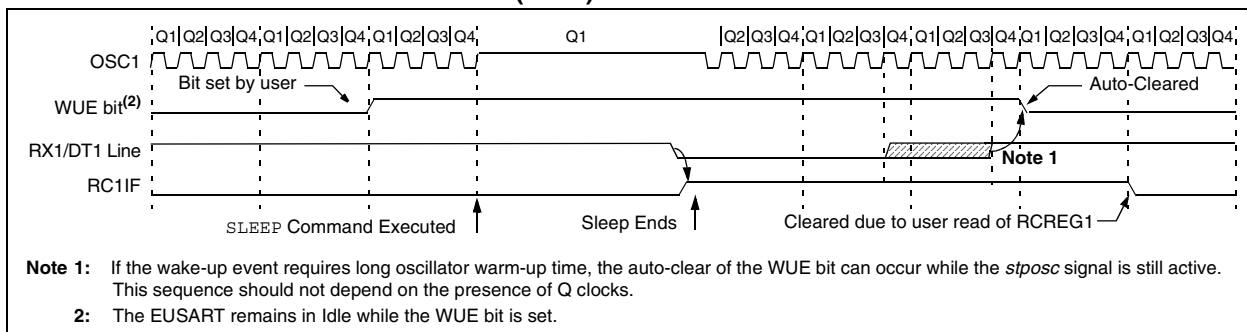 Q1 Q2 Q3 Q4 Q1 Q2 Q3 Q4 Q1 Q2 Q3 Q4 Q1 Q2 Q3 Q4 Q1 Q2 Q3 Q4 Q1 Q2 Q3 Q4 Q1 Q2 Q3 Q4 Q1 Q2 Q3 Q4
OSC1
Bit set by user
Auto-Cleared
WUE bit(2)
RX1/DT1 Line
Note 1
RC1IF
SLEEP Command Executed
Sleep Ends
Cleared due to user read of RCREG1
Note 1: If the wake-up event requires long oscillator warm-up time, the auto-clear of the WUE bit can occur while the stposc signal is still active.
This sequence should not depend on the presence of Q clocks.
2: The EUSART remains in Idle while the WUE bit is set.